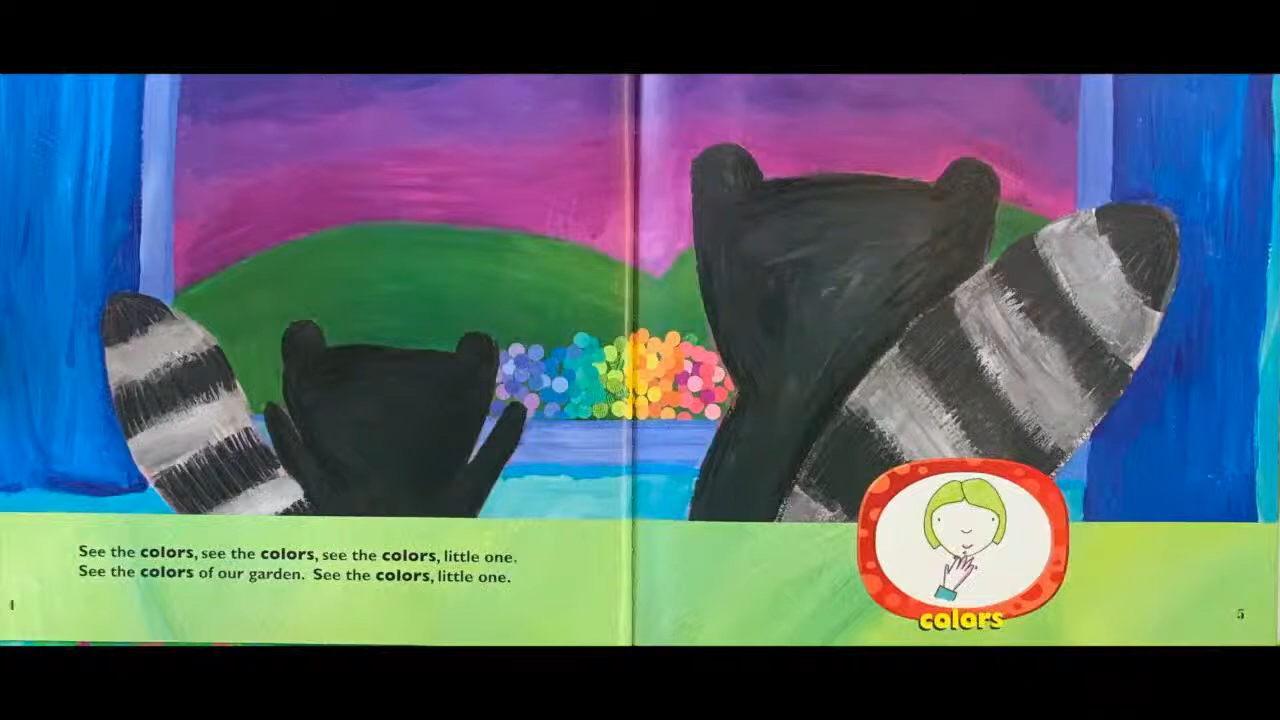 See the colors, see the colors, see the colors, little one.
See the colors of our garden. See the colors, little one.
colors
4
5